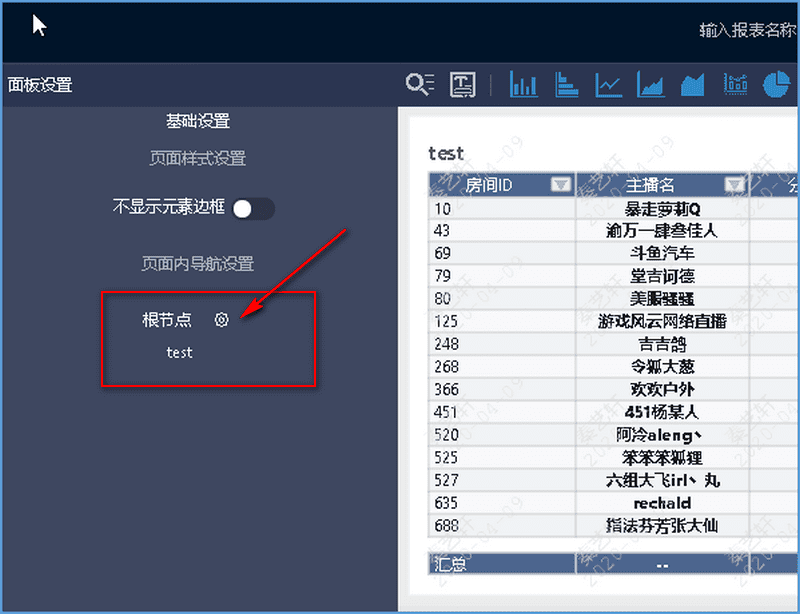 输入报表名称
面板设置
基础设置
页面样式设置
不显示元素边框
页面内导航设置
根节点
test
test
房间ID 主播名
10 暴走萝莉Q
43 逾万一肆叁佳人
69 斗鱼汽车
79 堂吉诃德
80 美服骚骚
125 游戏风云网络直播
248 吉吉鸽
268 令狐大葱
366 欢欢户外
451 451杨某人
520 阿冷aleng丶
525 笨笨笨狐狸
527 六组大飞irl丶丸
635 rechald
688 指法芬芳张大仙
汇总 --
秦艺轩
2020-04-09